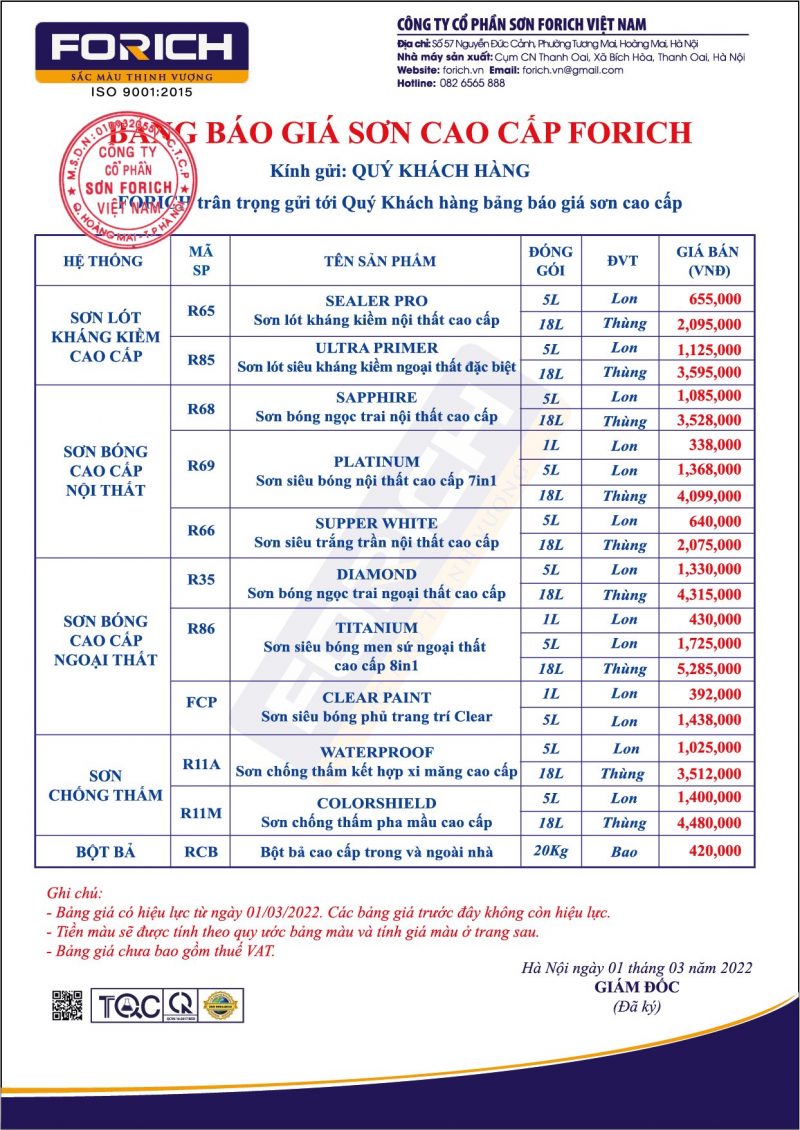 FORICH
SẮC MÀU THỊNH VƯỢNG
ISO 9001:2015
CÔNG TY CỔ PHẦN SƠN FORICH VIỆT NAM
Địa chỉ: Số 57 Nguyễn Đức Cảnh, Phường Tương Mai, Hoàng Mai, Hà Nội
Nhà máy sản xuất: Cụm CN Thanh Oai, Xã Bích Hòa, Thanh Oai, Hà Nội
Website: forich.vn Email: forich.vn@gmail.com
Hotline: 082 6565 888
BẢNG BÁO GIÁ SƠN CAO CẤP FORICH
CÔNG TY
CỔ PHẦN
SƠN FORICH
VIỆT NAM
Q. HOÀNG MAI - T.P HÀ NỘI
Kính gửi: QUÝ KHÁCH HÀNG
FORICH trân trọng gửi tới Quý Khách hàng bảng báo giá sơn cao cấp
HỆ THỐNG MÃ SP TÊN SẢN PHẨM ĐÓNG GÓI ĐVT GIÁ BÁN (VNĐ)
SƠN LÓT KHÁNG KIỀM CAO CẤP
R65 SEALER PRO 5L Lon 655,000
Sơn lót kháng kiềm nội thất cao cấp 18L Thùng 2,095,000
R85 ULTRA PRIMER 5L Lon 1,125,000
Sơn lót siêu kháng kiềm ngoại thất đặc biệt 18L Thùng 3,595,000
SƠN BÓNG CAO CẤP NỘI THẤT
R68 SAPPHIRE 5L Lon 1,085,000
Sơn bóng ngọc trai nội thất cao cấp 18L Thùng 3,528,000
1L Lon 338,000
R69 PLATINUM 5L Lon 1,368,000
Sơn siêu bóng nội thất cao cấp 7in1 18L Thùng 4,099,000
R66 SUPPER WHITE 5L Lon 640,000
Sơn siêu trắng trần nội thất cao cấp 18L Thùng 2,075,000
SƠN BÓNG CAO CẤP NGOẠI THẤT
R35 DIAMOND 5L Lon 1,330,000
Sơn bóng ngọc trai ngoại thất cao cấp 18L Thùng 4,315,000
R86 TITANIUM 1L Lon 430,000
Sơn siêu bóng men sứ ngoại thất 5L Lon 1,725,000
cao cấp 8in1 18L Thùng 5,285,000
FCP CLEAR PAINT 1L Lon 392,000
Sơn siêu bóng phủ trang trí Clear 5L Lon 1,438,000
SƠN CHỐNG THẤM
R11A WATERPROOF 5L Lon 1,025,000
Sơn chống thấm kết hợp xi măng cao cấp 18L Thùng 3,512,000
R11M COLORSHIELD 5L Lon 1,400,000
Sơn chống thấm pha mầu cao cấp 18L Thùng 4,480,000
BỘT BẢ RCB Bột bả cao cấp trong và ngoài nhà 20Kg Bao 420,000
Ghi chú:
- Bảng giá có hiệu lực từ ngày 01/03/2022. Các bảng giá trước đây không còn hiệu lực.
- Tiền màu sẽ được tính theo quy ước bảng màu và tính giá màu ở trang sau.
- Bảng giá chưa bao gồm thuế VAT.
Hà Nội ngày 01 tháng 03 năm 2022
GIÁM ĐỐC
(Đã ký)
TQC